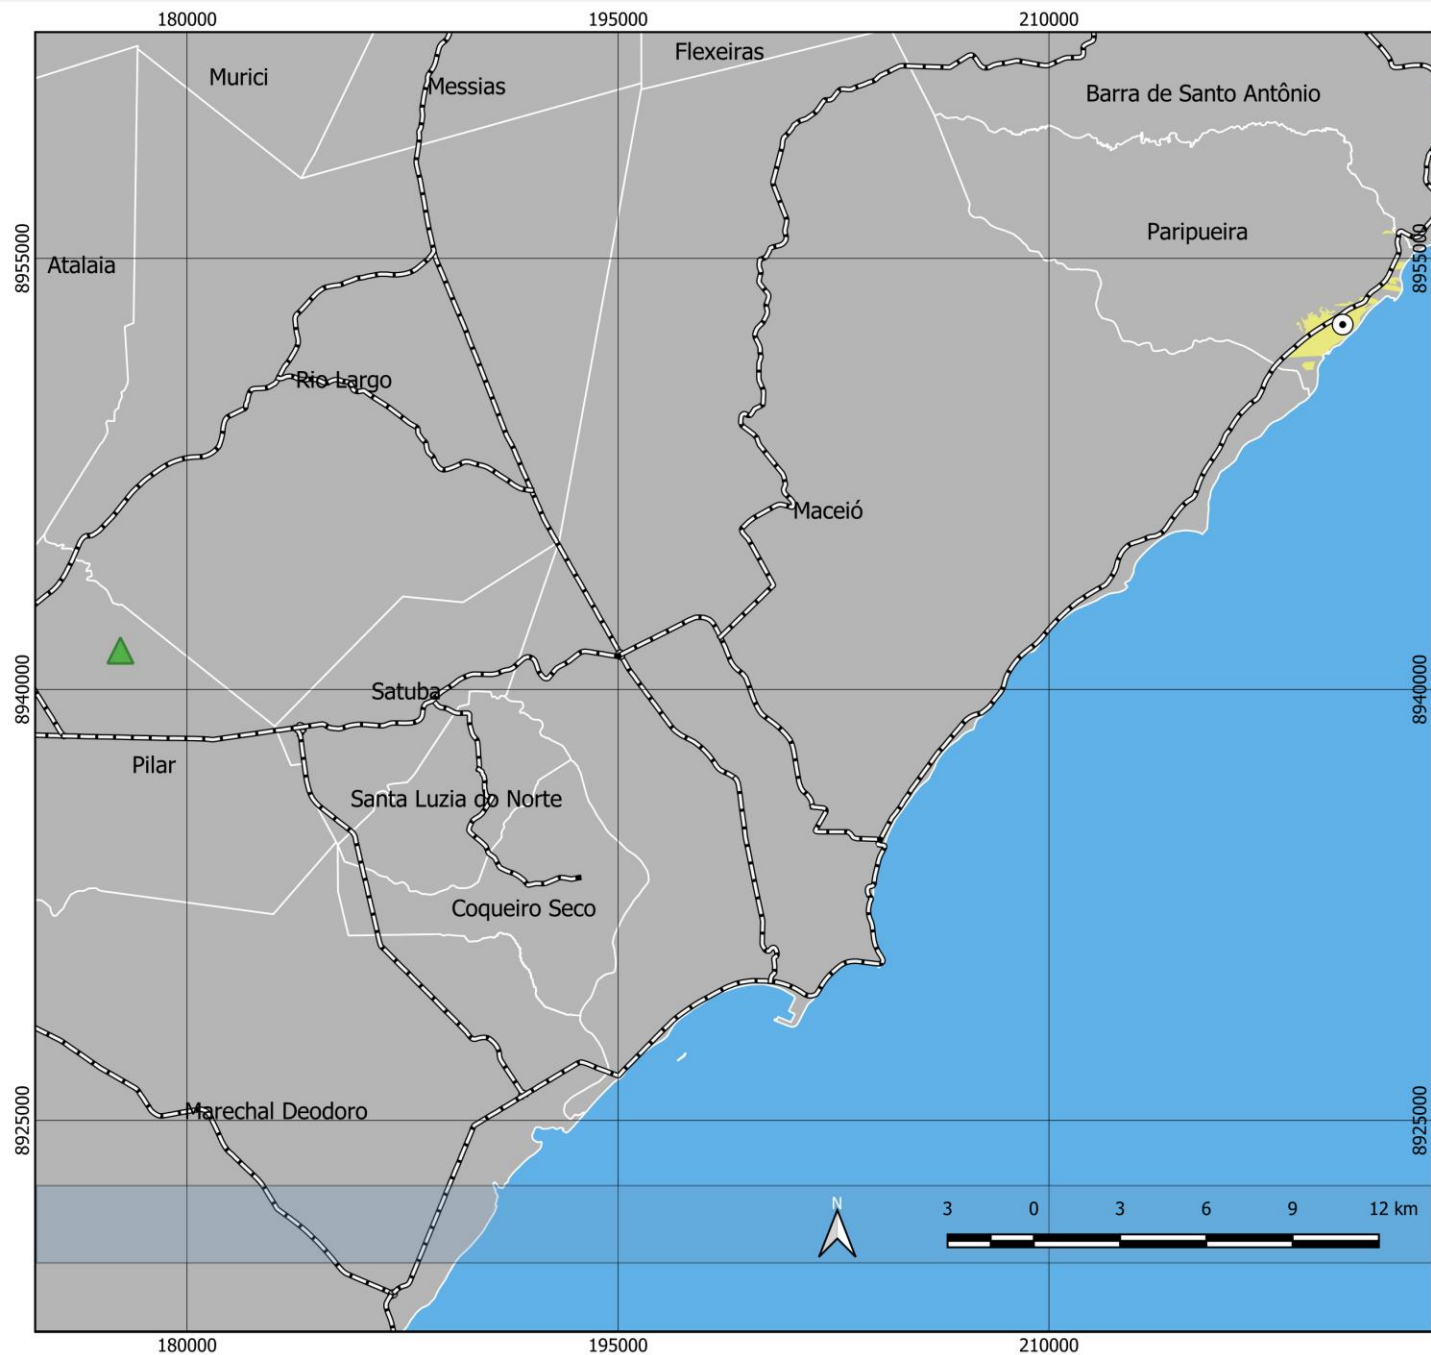 180000 195000 210000
Flexeiras
Murici
Messias
Barra de Santo Antônio
Paripueira
8955000 8955000
Atalaia
Rio Largo
Maceió
8940000 8940000
Satuba
Pilar
Santa Luzia do Norte
Coqueiro Seco
Marechal Deodoro
8925000 8925000
N
3 0 3 6 9 12 km
180000 195000 210000